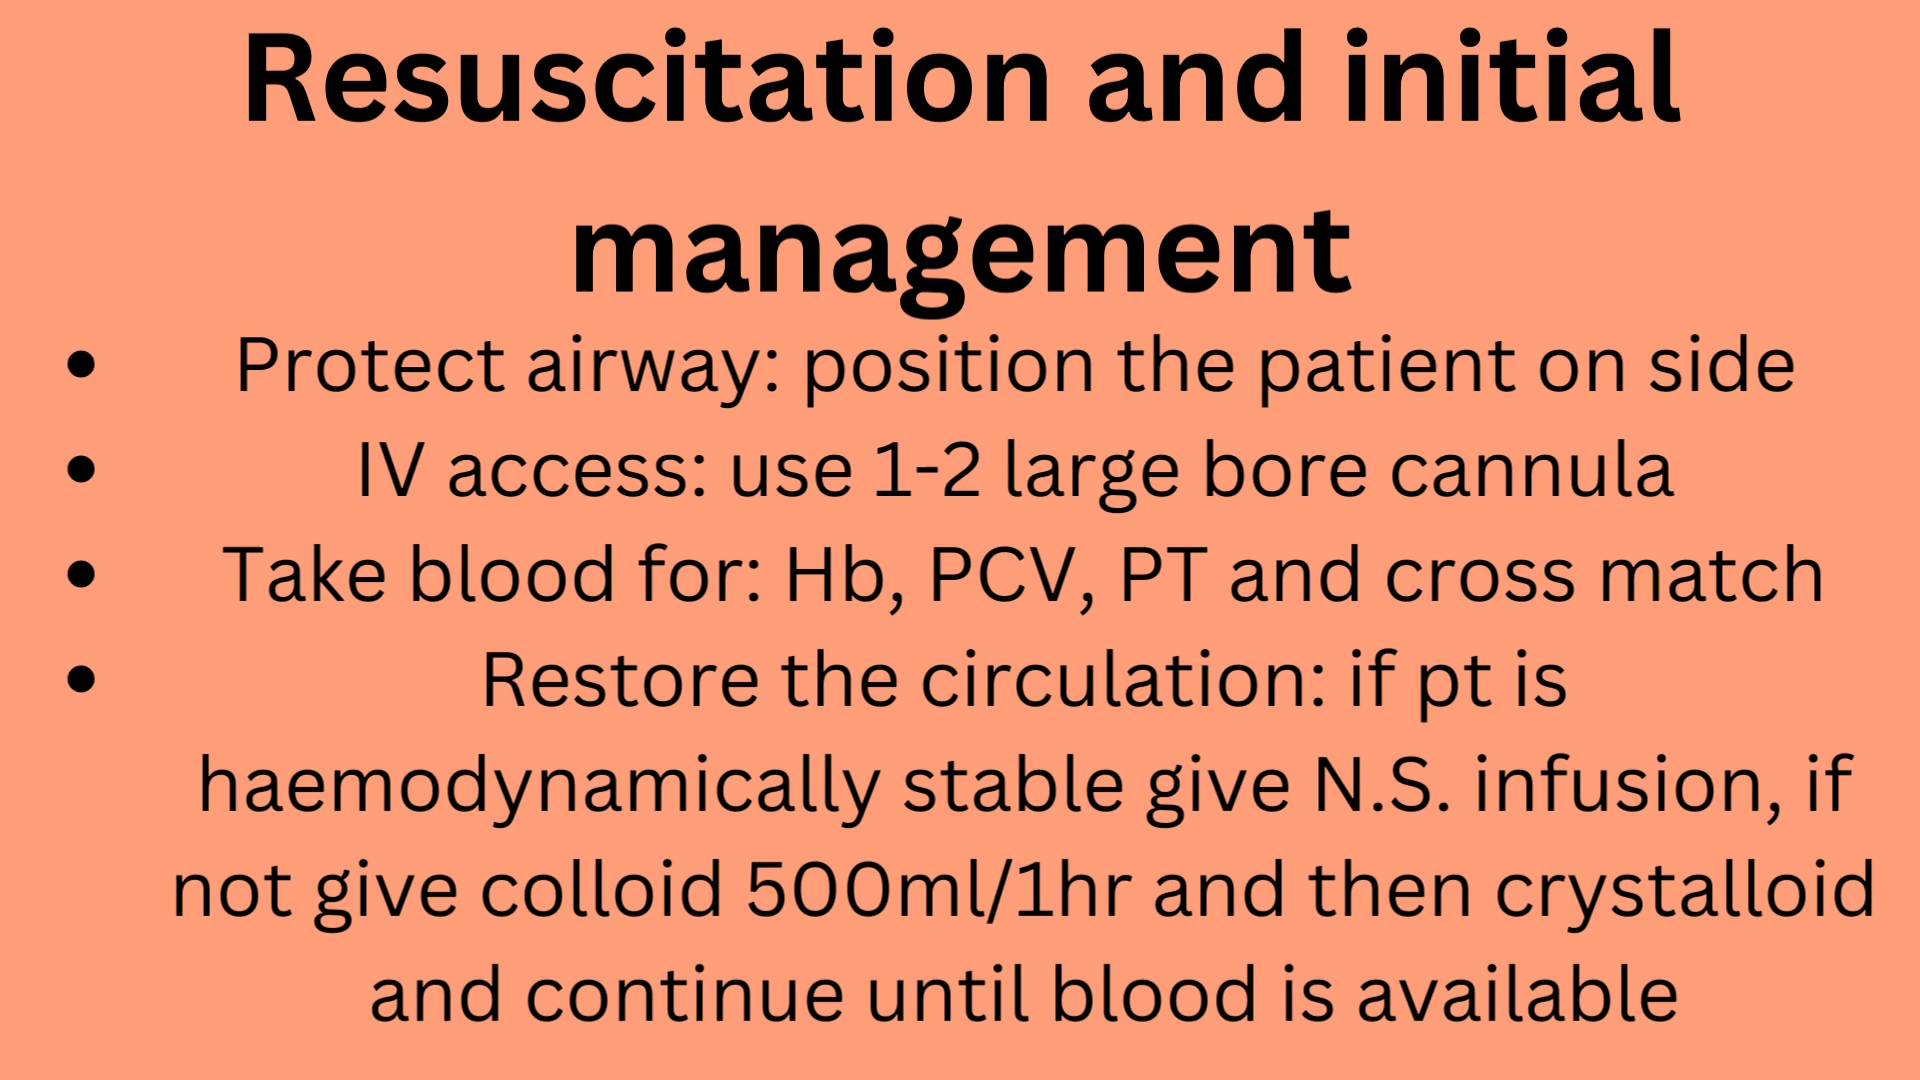 Resuscitation and initial
management
• Protect airway: position the patient on side
• IV access: use 1-2 large bore cannula
• Take blood for: Hb, PCV, PT and cross match
• Restore the circulation: if pt is
haemodynamically stable give N.S. infusion, if
not give colloid 500ml/1hr and then crystalloid
and continue until blood is available